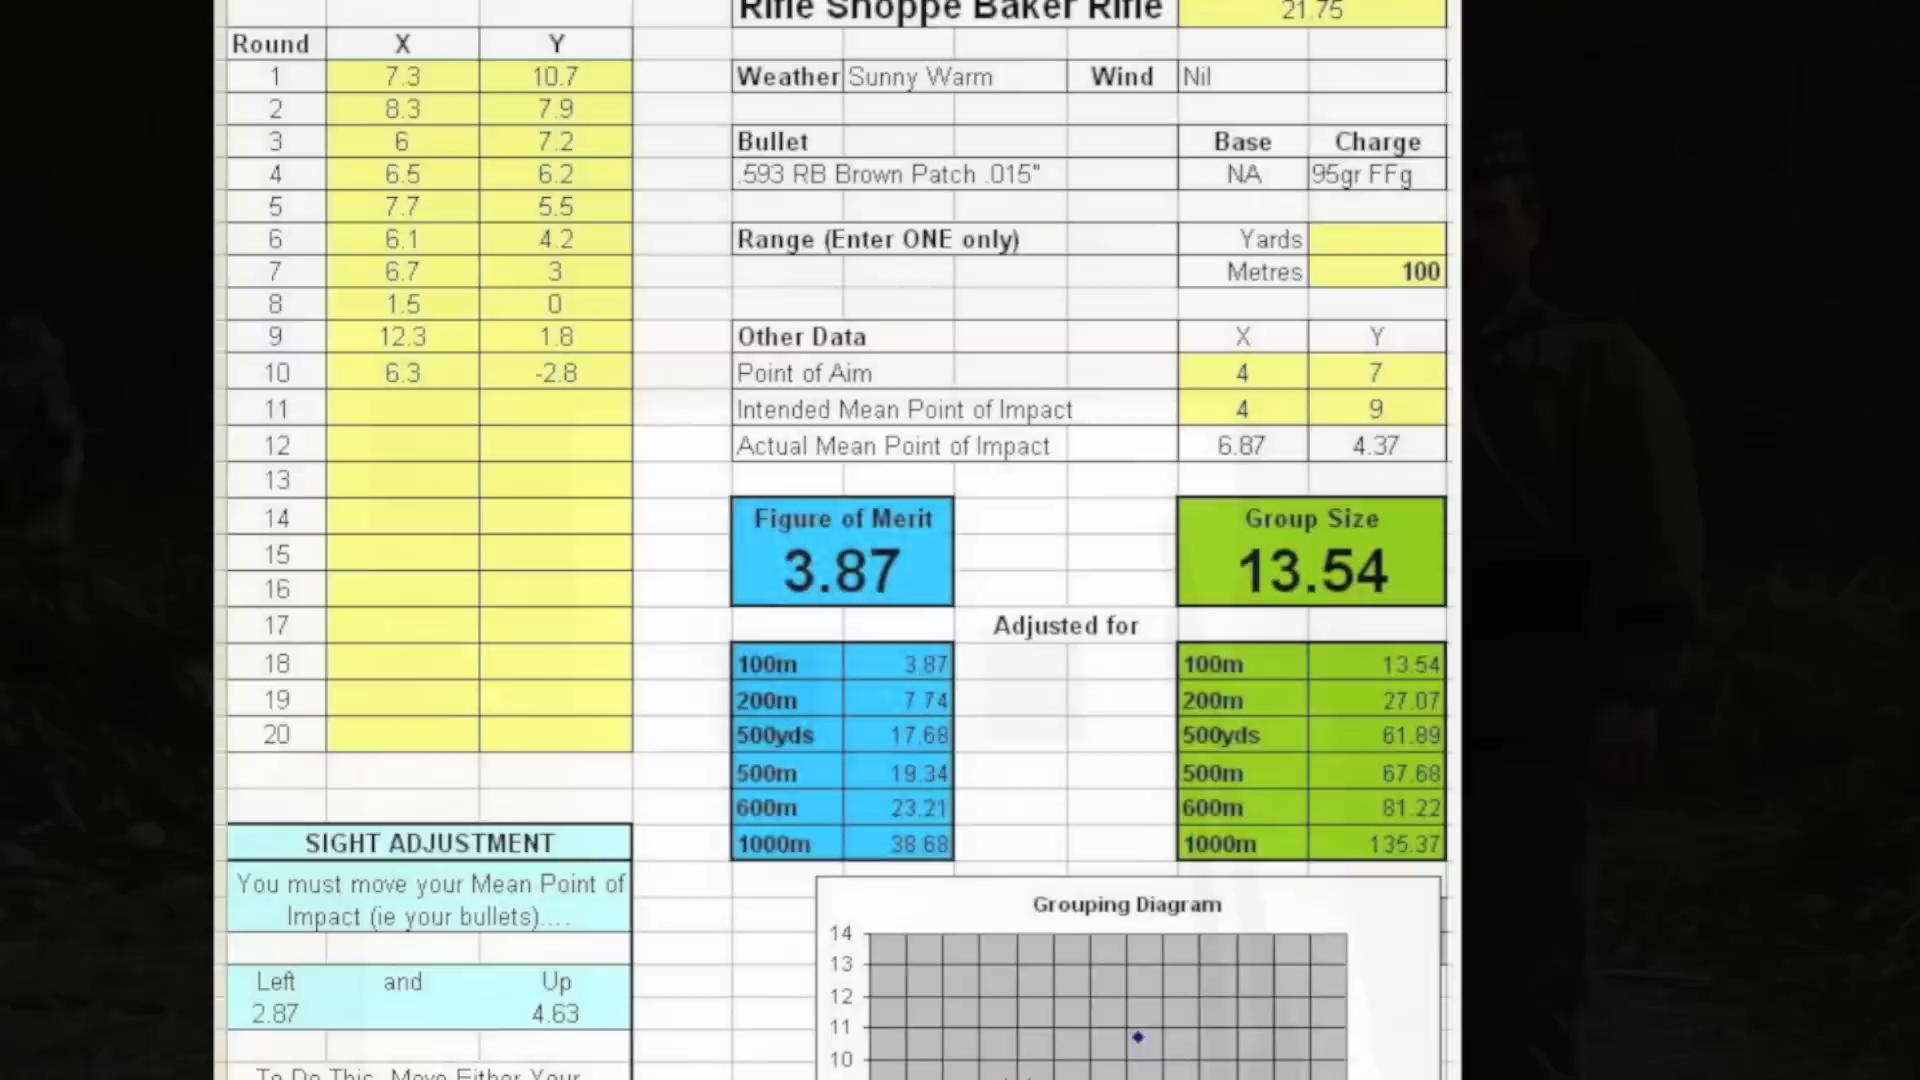 Rifle Shoppe Baker Rifle 21.75
Round X Y
1 7.3 10.7
Weather Sunny Warm Wind Nil
2 8.3 7.9
3 6 7.2
Bullet Base Charge
4 6.5 6.2
.593 RB Brown Patch .015" NA 95gr FFg
5 7.7 5.5
6 6.1 4.2
Range (Enter ONE only) Yards
7 6.7 3
Metres 100
8 1.5 0
9 12.3 1.8
Other Data X Y
10 6.3 -2.8
Point of Aim 4 7
11
Intended Mean Point of Impact 4 9
12
Actual Mean Point of Impact 6.87 4.37
13
14
15
16
17
18
19
20
Figure of Merit
3.87
Group Size
13.54
Adjusted for
100m 3.87
200m 7.74
500yds 17.68
500m 19.34
600m 23.21
1000m 38.68
100m 13.54
200m 27.07
500yds 61.89
500m 67.68
600m 81.22
1000m 135.37
SIGHT ADJUSTMENT
You must move your Mean Point of
Impact (ie your bullets)....
Left and Up
2.87 4.63
To Do This, Move Either Your
Grouping Diagram
14
13
12
11
10